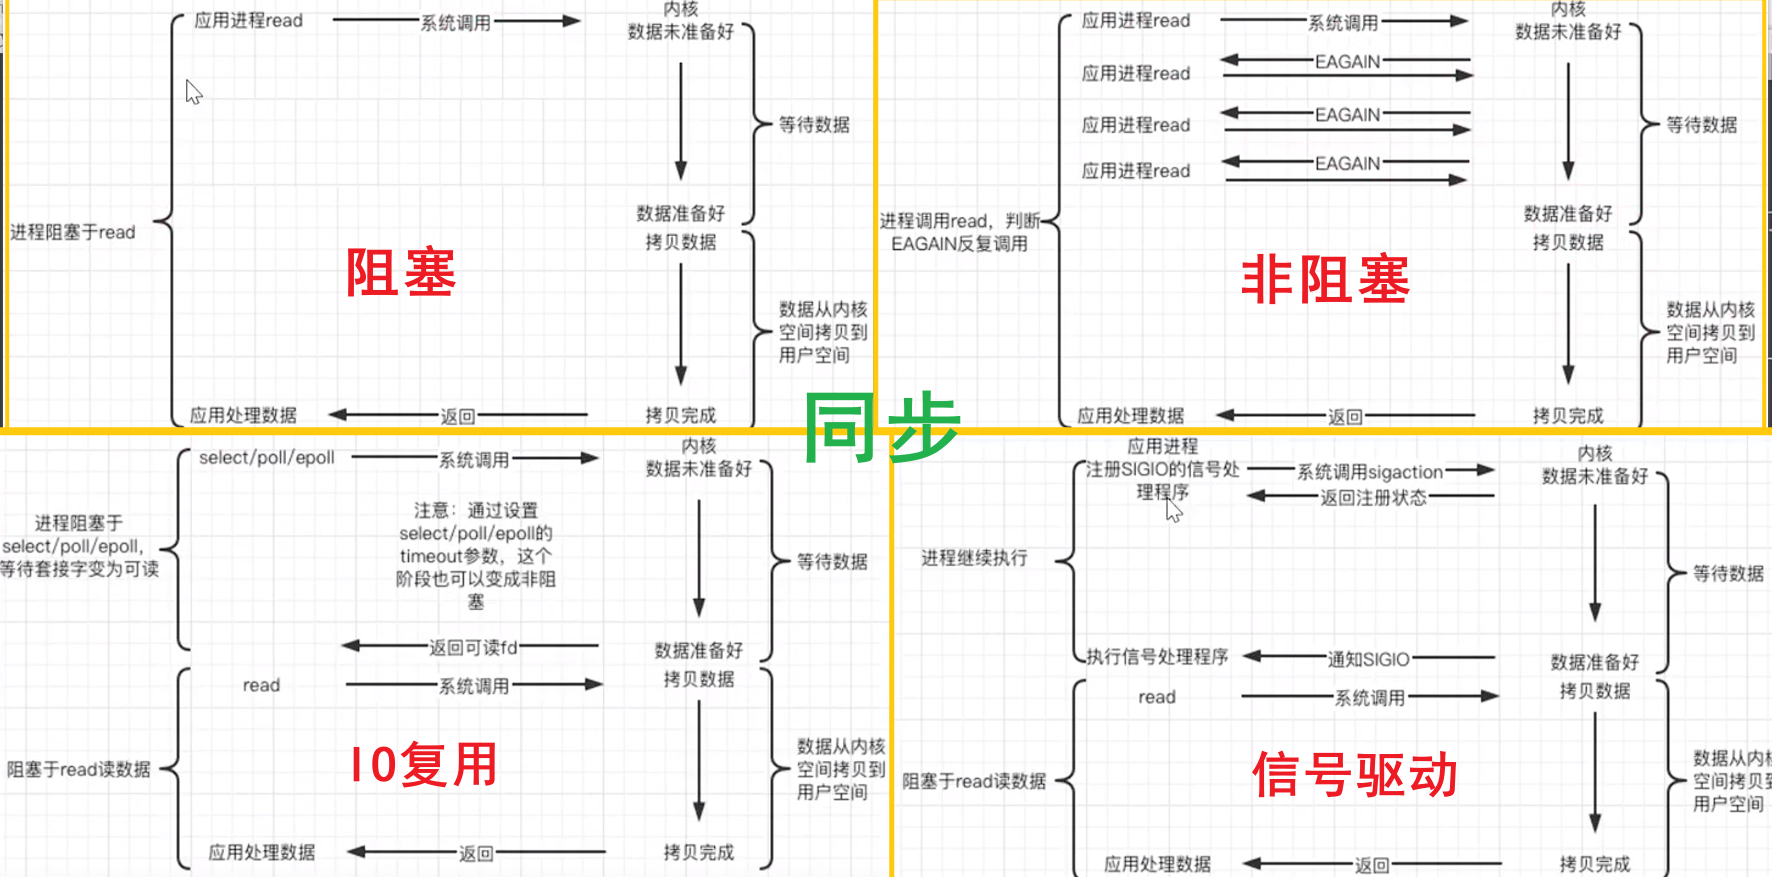 应用进程read
系统调用
内核
数据未准备好
等待数据
进程阻塞于read
数据准备好
拷贝数据
阻塞
数据从内核
空间拷贝到
用户空间
应用处理数据
返回
拷贝完成
应用进程read
系统调用
内核
数据未准备好
应用进程read
EAGAIN
应用进程read
EAGAIN
等待数据
应用进程read
EAGAIN
进程调用read，判断
EAGAIN反复调用
数据准备好
拷贝数据
非阻塞
数据从内核
空间拷贝到
用户空间
应用处理数据
返回
拷贝完成
同步
select/poll/epoll
系统调用
内核
数据未准备好
进程阻塞于
select/poll/epoll，
等待套接字变为可读
注意：通过设置
select/poll/epoll的
timeout参数，这个
阶段也可以变成非阻
塞
等待数据
返回可读fd
数据准备好
read
系统调用
拷贝数据
阻塞于read读数据
IO复用
数据从内核
空间拷贝到
用户空间
应用处理数据
返回
拷贝完成
应用进程
注册SIGIO的信号处
理程序
系统调用sigaction
返回注册状态
内核
数据未准备好
进程继续执行
等待数据
执行信号处理程序
通知SIGIO
数据准备好
read
系统调用
拷贝数据
阻塞于read读数据
信号驱动
数据从内核
空间拷贝到
用户空间
应用处理数据
返回
拷贝完成